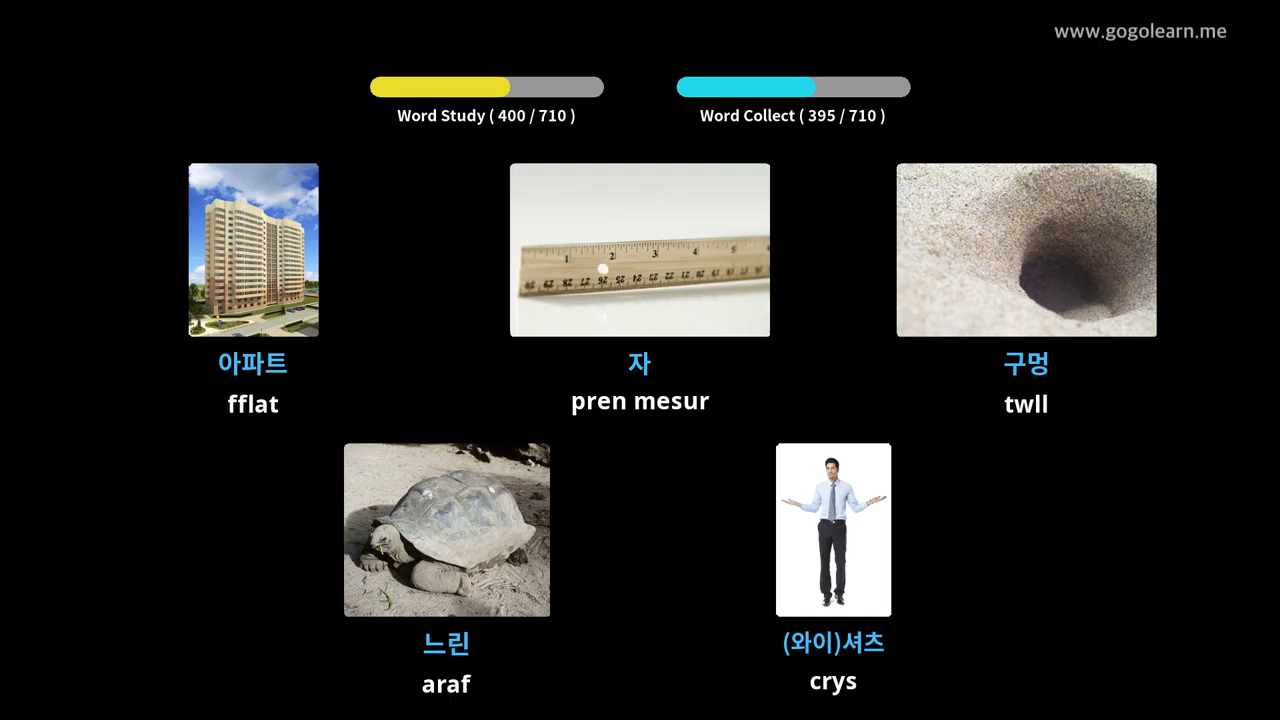 www.gogolearn.me
Word Study ( 400 / 710 )
Word Collect ( 395 / 710 )
아파트
fflat
자
pren mesur
구멍
twll
느린
araf
(와이)셔츠
crys